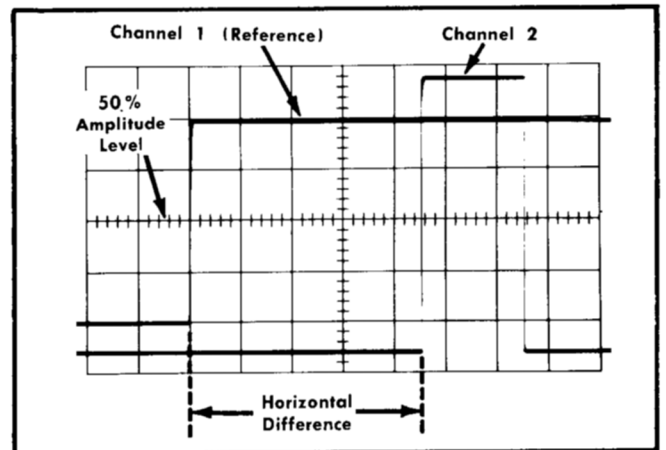 Channel 1 (Reference)
Channel 2
50%
Amplitude
Level
Horizontal
Difference